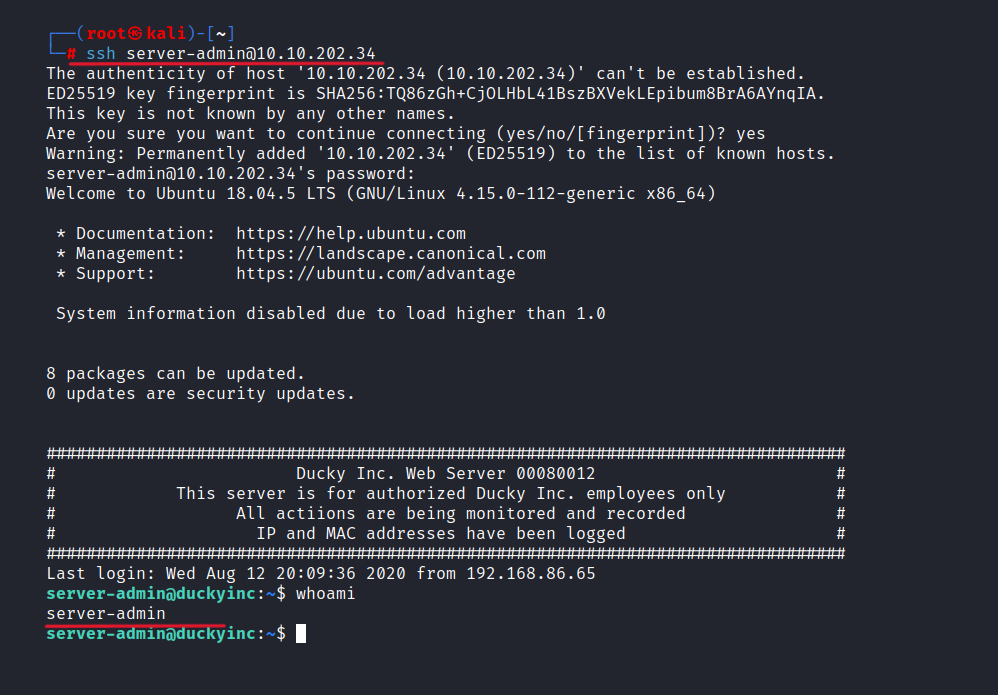 ┌──(root㉿kali)-[~]
└─# ssh server-admin@10.10.202.34
The authenticity of host '10.10.202.34 (10.10.202.34)' can't be established.
ED25519 key fingerprint is SHA256:TQ86zGh+CjOLHbL41BszBXVekLEpibum8BrA6AYnqIA.
This key is not known by any other names.
Are you sure you want to continue connecting (yes/no/[fingerprint])? yes
Warning: Permanently added '10.10.202.34' (ED25519) to the list of known hosts.
server-admin@10.10.202.34's password:
Welcome to Ubuntu 18.04.5 LTS (GNU/Linux 4.15.0-112-generic x86_64)
* Documentation:  https://help.ubuntu.com
* Management:     https://landscape.canonical.com
* Support:        https://ubuntu.com/advantage
System information disabled due to load higher than 1.0
8 packages can be updated.
0 updates are security updates.
################################################################################
#                        Ducky Inc. Web Server 00080012                        #
#            This server is for authorized Ducky Inc. employees only           #
#                  All actiions are being monitored and recorded               #
#                    IP and MAC addresses have been logged                     #
################################################################################
Last login: Wed Aug 12 20:09:36 2020 from 192.168.86.65
server-admin@duckyinc:~$ whoami
server-admin
server-admin@duckyinc:~$